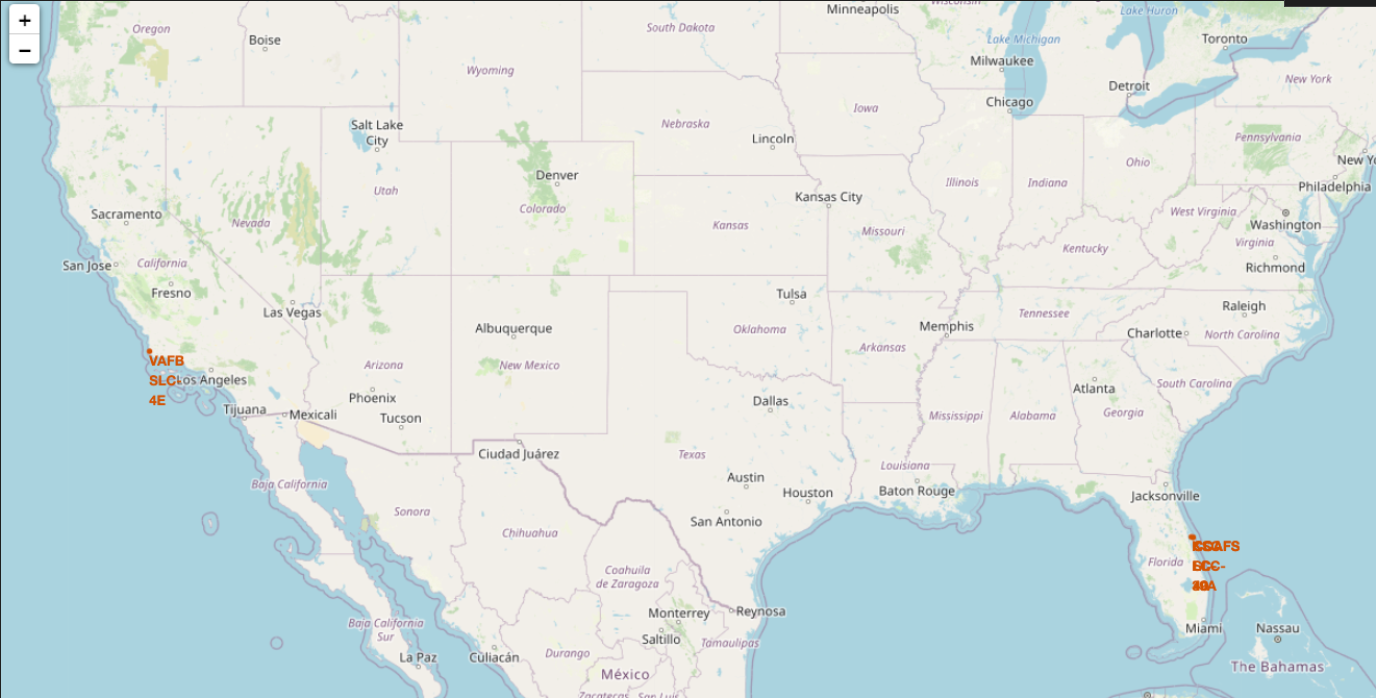 +
−
Oregon
Boise
Wyoming
South Dakota
Minneapolis
Wisconsin
Lake Huron
Toronto
Lake Michigan
Milwaukee
Chicago
Detroit
New York
Salt Lake
City
Utah
Nebraska
Lincoln
Iowa
Illinois
Indiana
Ohio
Pennsylvania
Philadelphia
Denver
Colorado
Kansas City
Kansas
Missouri
Kentucky
West Virginia
Washington
Virginia
Richmond
Sacramento
Nevada
San Jose
California
Fresno
Las Vegas
Albuquerque
New Mexico
Arizona
Tulsa
Oklahoma
Arkansas
Memphis
Tennessee
Charlotte
Raleigh
North Carolina
VAFB
SLC-
4E
Los Angeles
Tijuana
Mexicali
Phoenix
Tucson
Dallas
Mississippi
Alabama
Atlanta
Georgia
South Carolina
Ciudad Juárez
Texas
Austin
Houston
San Antonio
Louisiana
Baton Rouge
Jacksonville
Baja California
Sonora
Chihuahua
Coahuila
de Zaragoza
Florida
Miami
Nassau
The Bahamas
Monterrey
Reynosa
Saltillo
Tamaulipas
Baja California
Sur
La Paz
Culiacán
Durango
México
Zacatecas